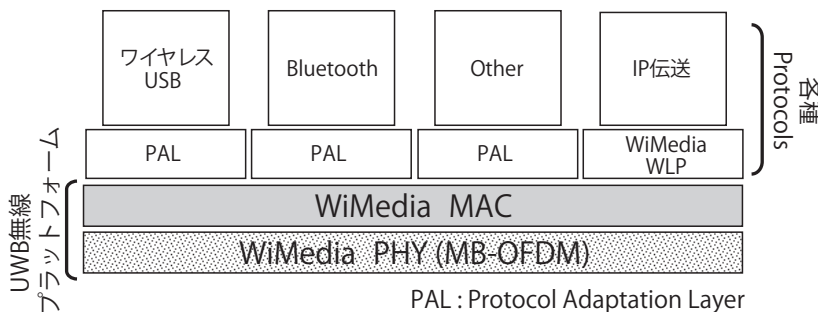 ワイヤレス
USB
Bluetooth
Other
IP伝送
PAL
PAL
PAL
WiMedia
WLP
各種
Protocols
UWB無線
プラットフォーム
WiMedia MAC
WiMedia PHY (MB-OFDM)
PAL : Protocol Adaptation Layer